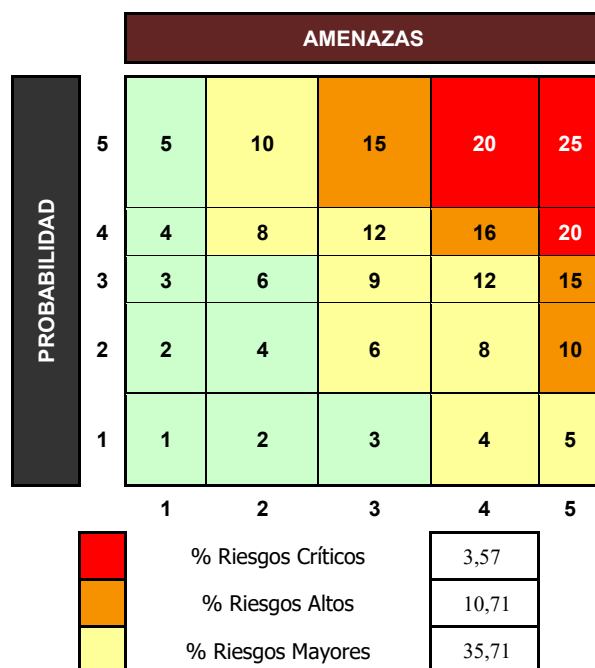 AMENAZAS
PROBABILIDAD
5 5 10 15 20 25
4 4 8 12 16 20
3 3 6 9 12 15
2 2 4 6 8 10
1 1 2 3 4 5
1 2 3 4 5
% Riesgos Críticos 3,57
% Riesgos Altos 10,71
% Riesgos Mayores 35,71